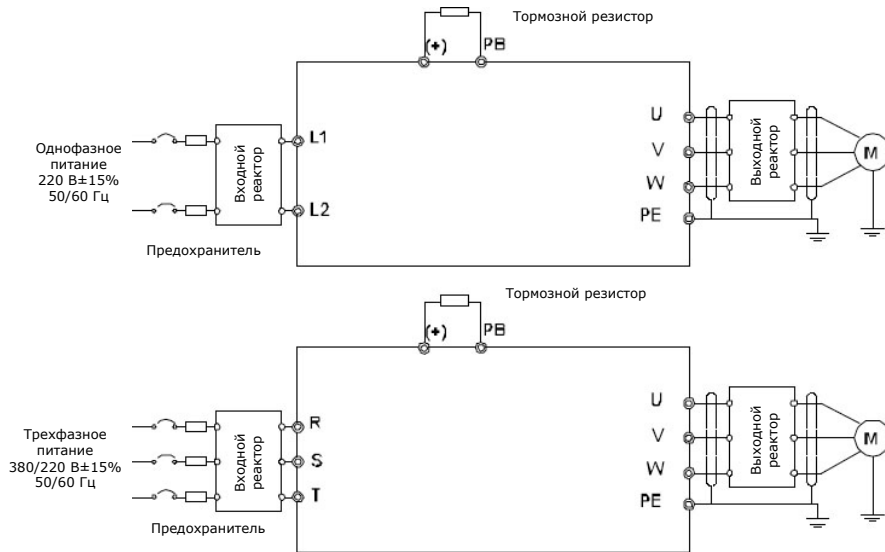 Тормозной резистор
(+)
PB
Однофазное
питание
220 В±15%
50/60 Гц
Входной
реактор
L1
L2
Предохранитель
U
V
W
PE
Выходной
реактор
M
Тормозной резистор
(+)
PB
Трехфазное
питание
380/220 В±15%
50/60 Гц
Входной
реактор
R
S
T
Предохранитель
U
V
W
PE
Выходной
реактор
M